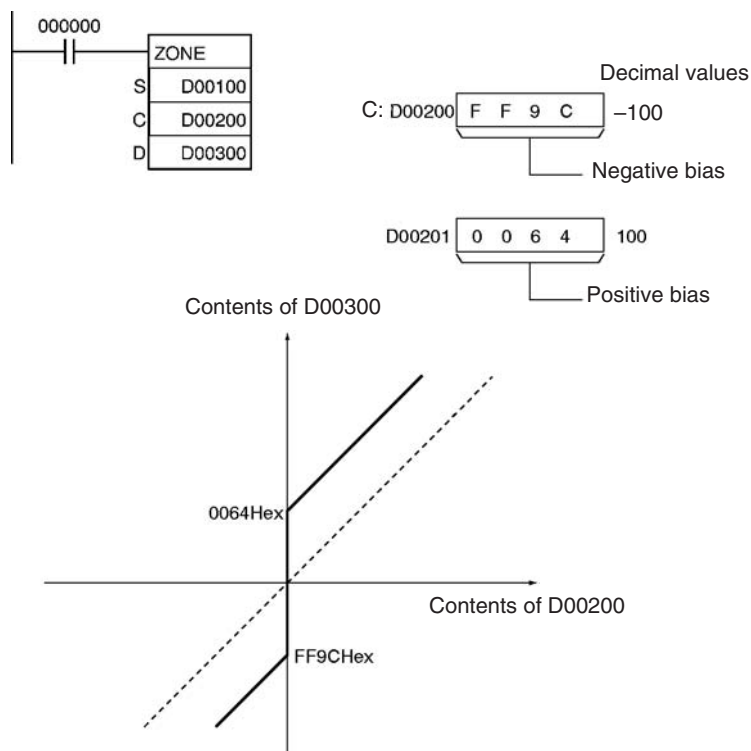 000000
ZONE
S D00100
C D00200
D D00300
Decimal values
C: D00200 F F 9 C –100
Negative bias
D00201 0 0 6 4 100
Positive bias
Contents of D00300
0064Hex
Contents of D00200
FF9CHex